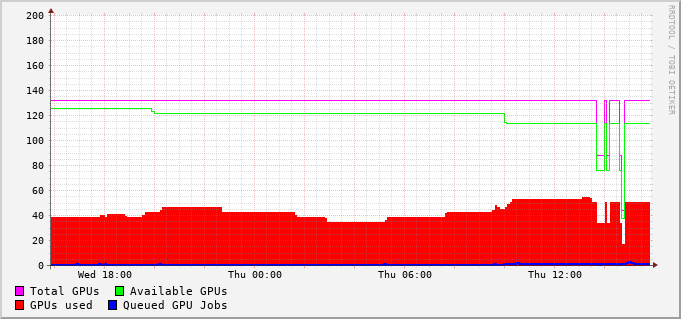 RRDTOOL / TOBI OETIKER
200
180
160
140
120
100
80
60
40
20
0
Wed 18:00 Thu 00:00 Thu 06:00 Thu 12:00
Total GPUs Available GPUs
GPUs used Queued GPU Jobs